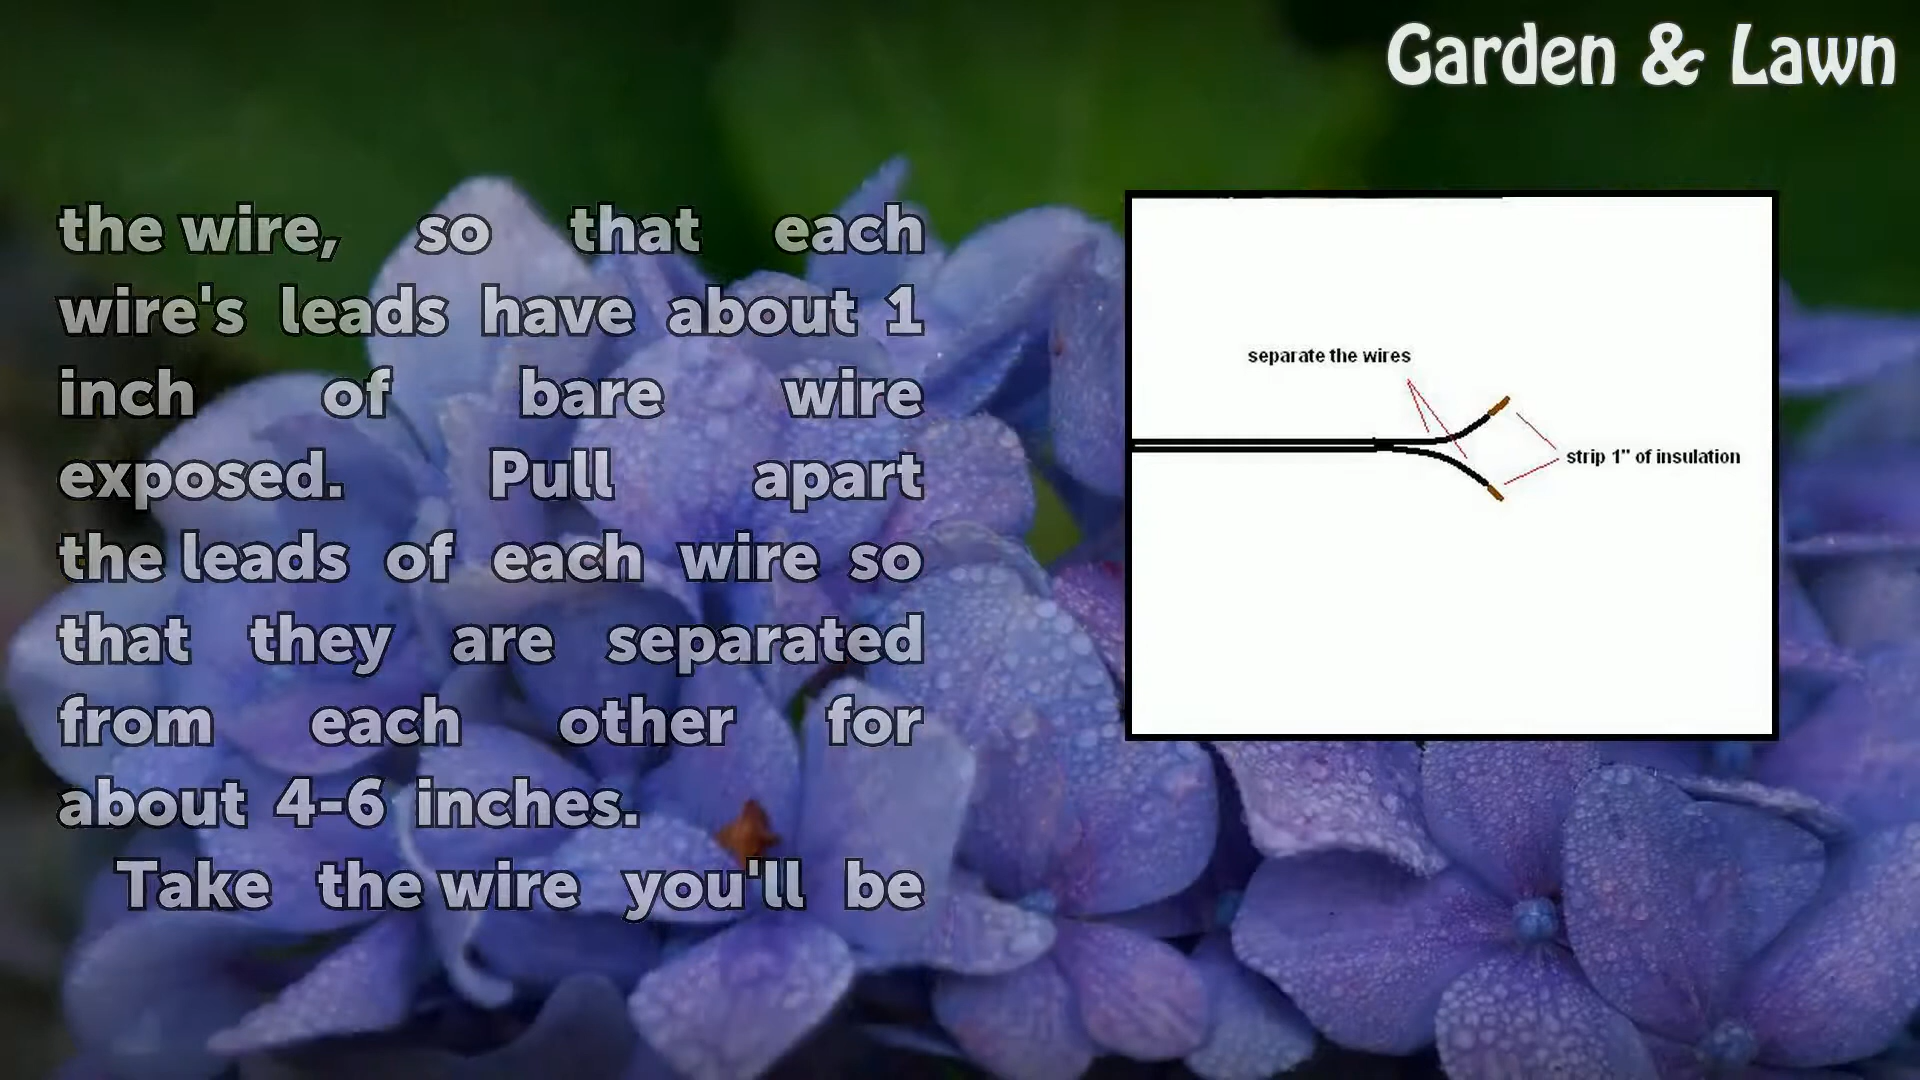 Garden & Lawn
the wire, so that each
wire's leads have about 1
inch of bare wire
exposed. Pull apart
the leads of each wire so
that they are separated
from each other for
about 4-6 inches.
Take the wire you'll be
separate the wires
strip 1" of insulation